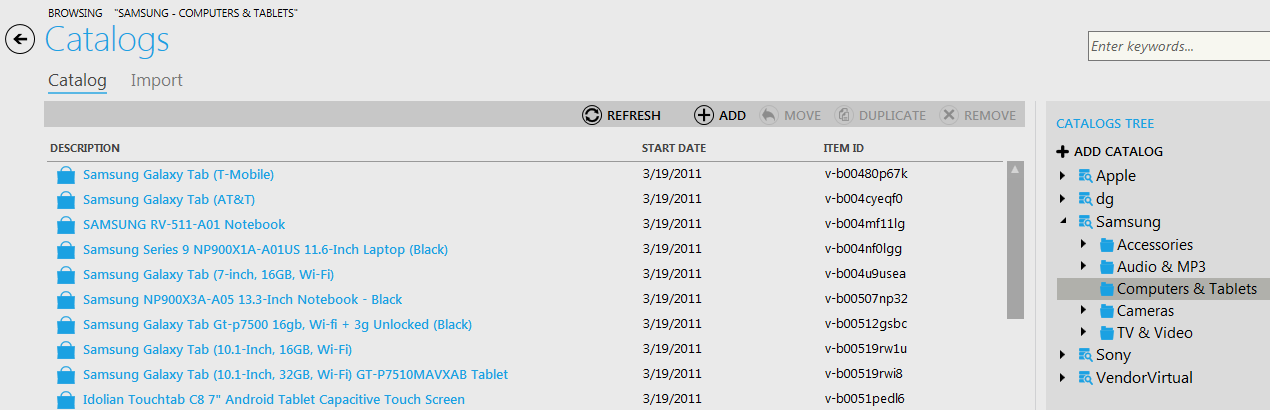 BROWSING "SAMSUNG - COMPUTERS & TABLETS"
Catalogs
Enter keywords...
Catalog Import
REFRESH ADD MOVE DUPLICATE REMOVE
DESCRIPTION START DATE ITEM ID
Samsung Galaxy Tab (T-Mobile) 3/19/2011 v-b00480p67k
Samsung Galaxy Tab (AT&T) 3/19/2011 v-b004cyeqf0
SAMSUNG RV-511-A01 Notebook 3/19/2011 v-b004mf11lg
Samsung Series 9 NP900X1A-A01US 11.6-Inch Laptop (Black) 3/19/2011 v-b004nf0lgg
Samsung Galaxy Tab (7-inch, 16GB, Wi-Fi) 3/19/2011 v-b004u9usea
Samsung NP900X3A-A05 13.3-Inch Notebook - Black 3/19/2011 v-b00507np32
Samsung Galaxy Tab Gt-p7500 16gb, Wi-fi + 3g Unlocked (Black) 3/19/2011 v-b00512gsbc
Samsung Galaxy Tab (10.1-Inch, 16GB, Wi-Fi) 3/19/2011 v-b00519rw1u
Samsung Galaxy Tab (10.1-Inch, 32GB, Wi-Fi) GT-P7510MAVXAB Tablet 3/19/2011 v-b00519rwi8
Idolian Touchtab C8 7" Android Tablet Capacitive Touch Screen 3/19/2011 v-b0051pedl6
CATALOGS TREE
ADD CATALOG
Apple
dg
Samsung
Accessories
Audio & MP3
Computers & Tablets
Cameras
TV & Video
Sony
VendorVirtual